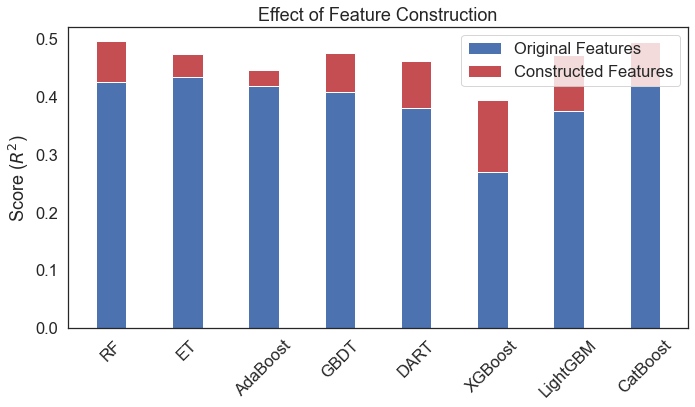 Effect of Feature Construction
Original Features
Constructed Features
Score (R²)
0.5
0.4
0.3
0.2
0.1
0.0
RF
ET
AdaBoost
GBDT
DART
XGBoost
LightGBM
CatBoost